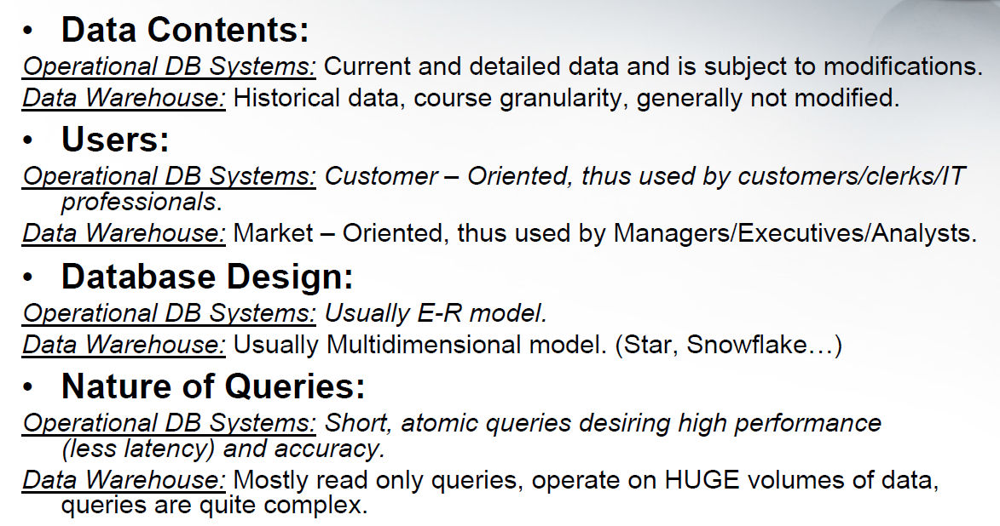 • Data Contents:
Operational DB Systems: Current and detailed data and is subject to modifications.
Data Warehouse: Historical data, course granularity, generally not modified.
• Users:
Operational DB Systems: Customer – Oriented, thus used by customers/clerks/IT
professionals.
Data Warehouse: Market – Oriented, thus used by Managers/Executives/Analysts.
• Database Design:
Operational DB Systems: Usually E-R model.
Data Warehouse: Usually Multidimensional model. (Star, Snowflake…)
• Nature of Queries:
Operational DB Systems: Short, atomic queries desiring high performance
(less latency) and accuracy.
Data Warehouse: Mostly read only queries, operate on HUGE volumes of data,
queries are quite complex.